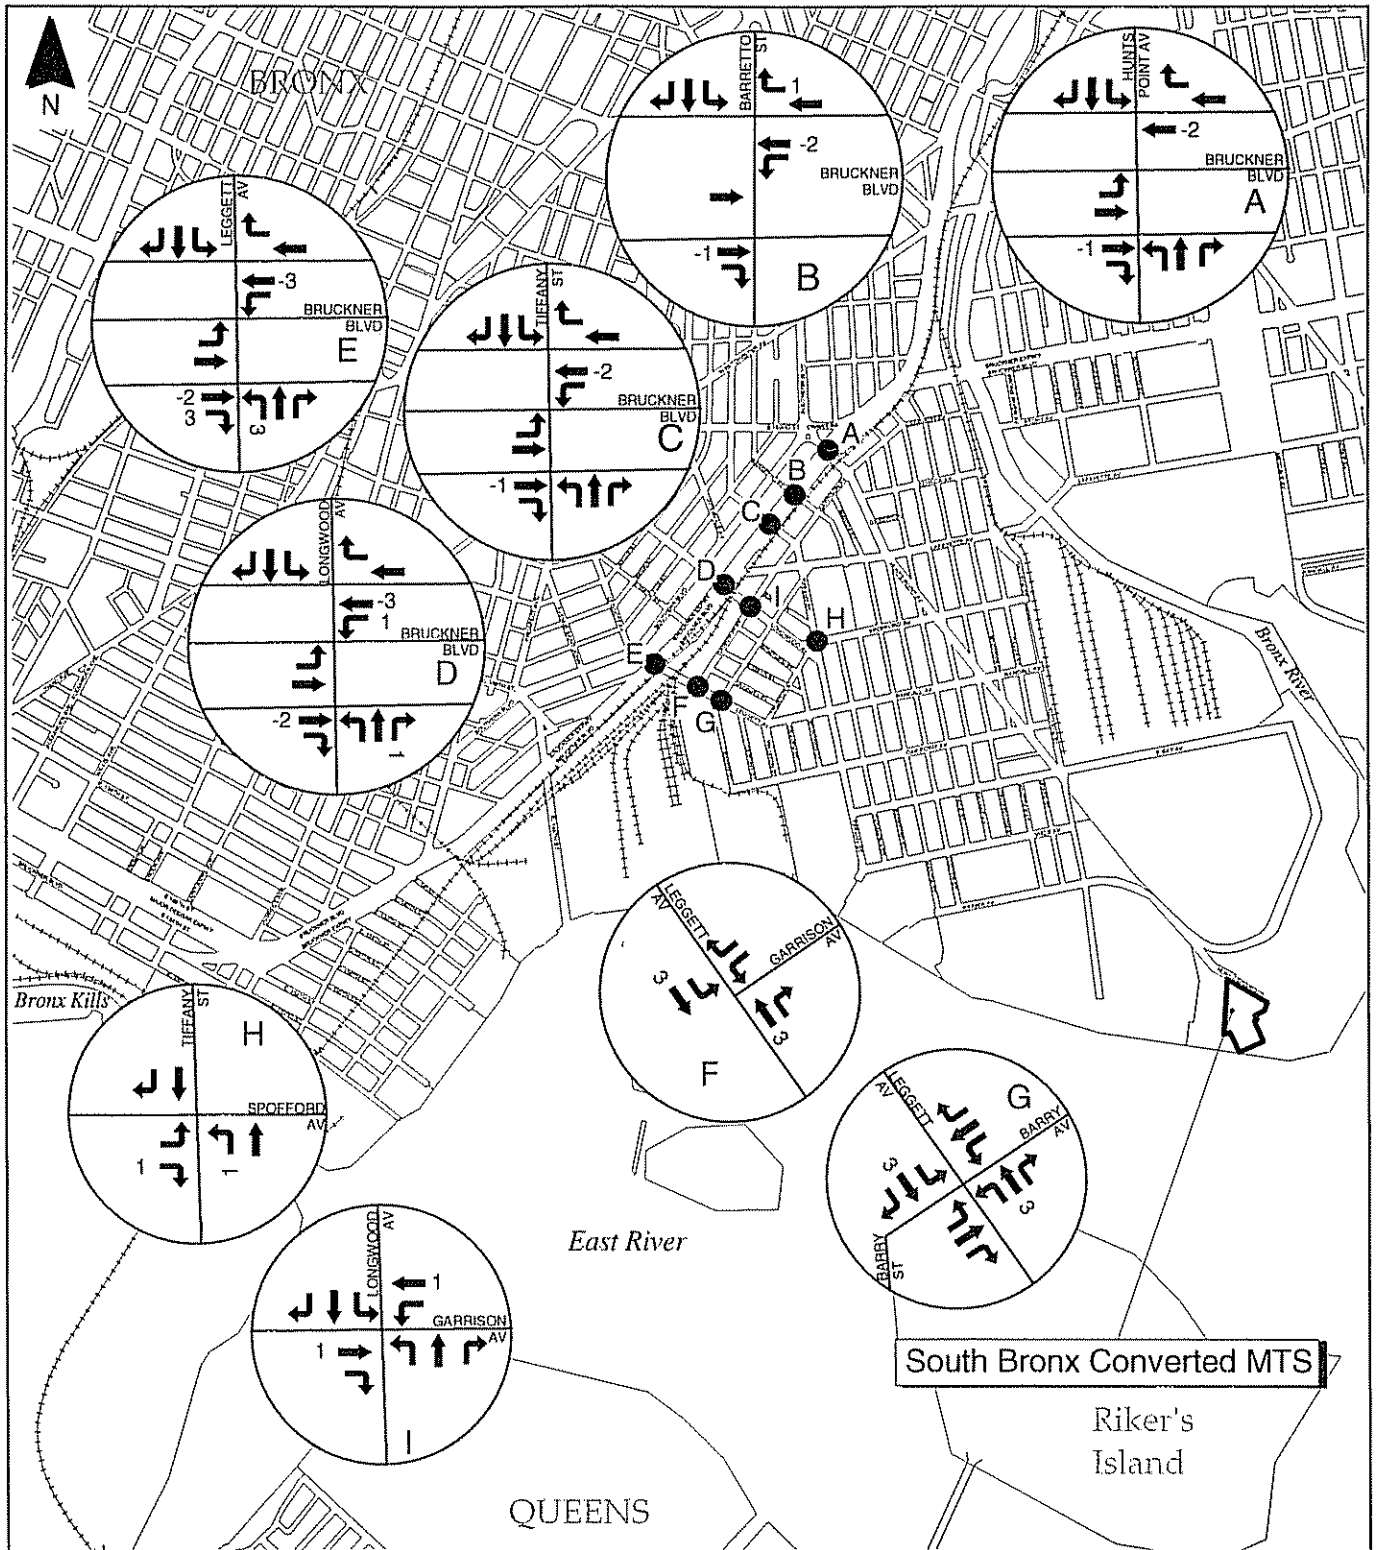 N
BRONX
BARRETTO
ST
1
-2
BRUCKNER
BLVD
-1
B
HUNTS
POINT AV
-2
BRUCKNER
BLVD
-1
A
LEGGETT
AV
-3
BRUCKNER
BLVD
E
-2
3
3
TIFFANY
ST
-2
BRUCKNER
BLVD
C
-1
LONGWOOD
AV
-3
1
BRUCKNER
BLVD
D
-2
1
A
B
C
D
I
H
E
F
G
Bronx River
LEGGETT
AV
GARRISON
AV
3
3
F
Bronx Kills
TIFFANY
ST
H
SPOFFORD
AV
1
1
LEGGETT
AV
G
BARRY
AV
3
3
BARRY
ST
East River
LONGWOOD
AV
1
GARRISON
AV
1
I
South Bronx Converted MTS
Riker's
Island
QUEENS